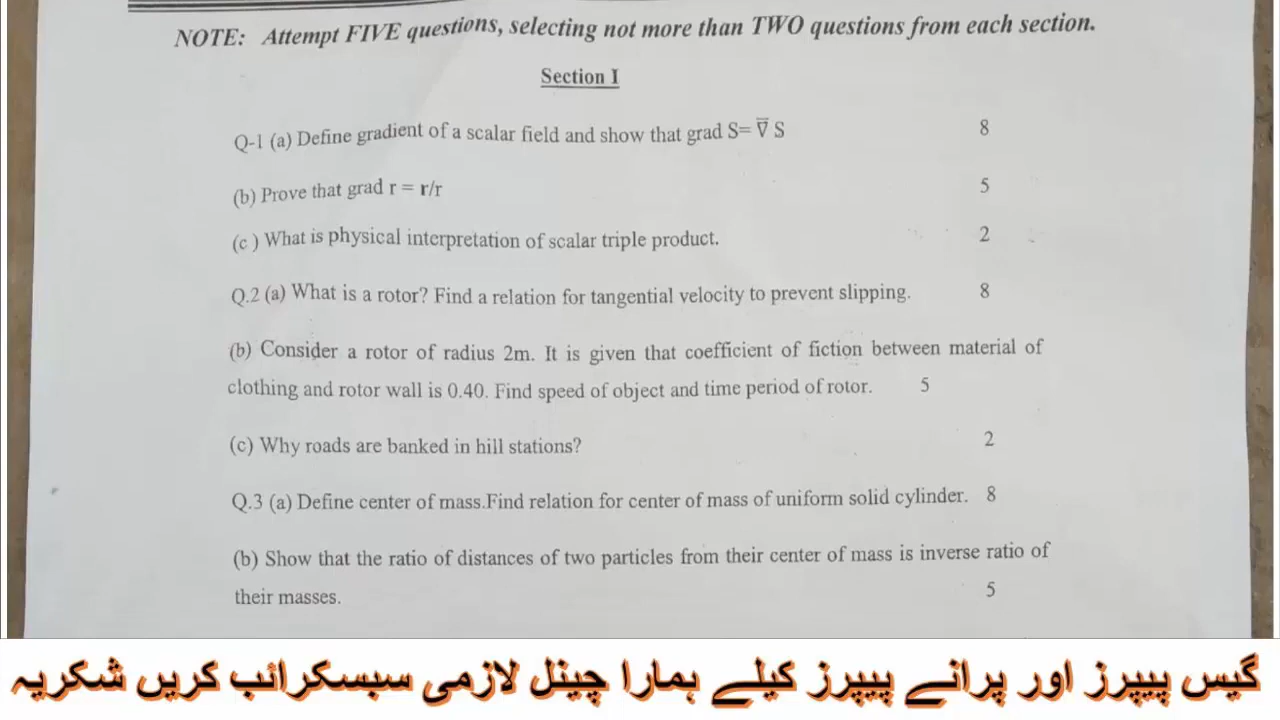 NOTE: Attempt FIVE questions, selecting not more than TWO questions from each section.
Section I
Q-1 (a) Define gradient of a scalar field and show that grad S= ∇̅ S 8
(b) Prove that grad r = r/r 5
(c ) What is physical interpretation of scalar triple product. 2
Q.2 (a) What is a rotor? Find a relation for tangential velocity to prevent slipping. 8
(b) Consider a rotor of radius 2m. It is given that coefficient of fiction between material of
clothing and rotor wall is 0.40. Find speed of object and time period of rotor. 5
(c) Why roads are banked in hill stations? 2
Q.3 (a) Define center of mass.Find relation for center of mass of uniform solid cylinder. 8
(b) Show that the ratio of distances of two particles from their center of mass is inverse ratio of
their masses. 5
گیس پیپرز اور پرانے پیپرز کیلے ہمارا چینل لازمی سبسکرائب کریں شکریہ